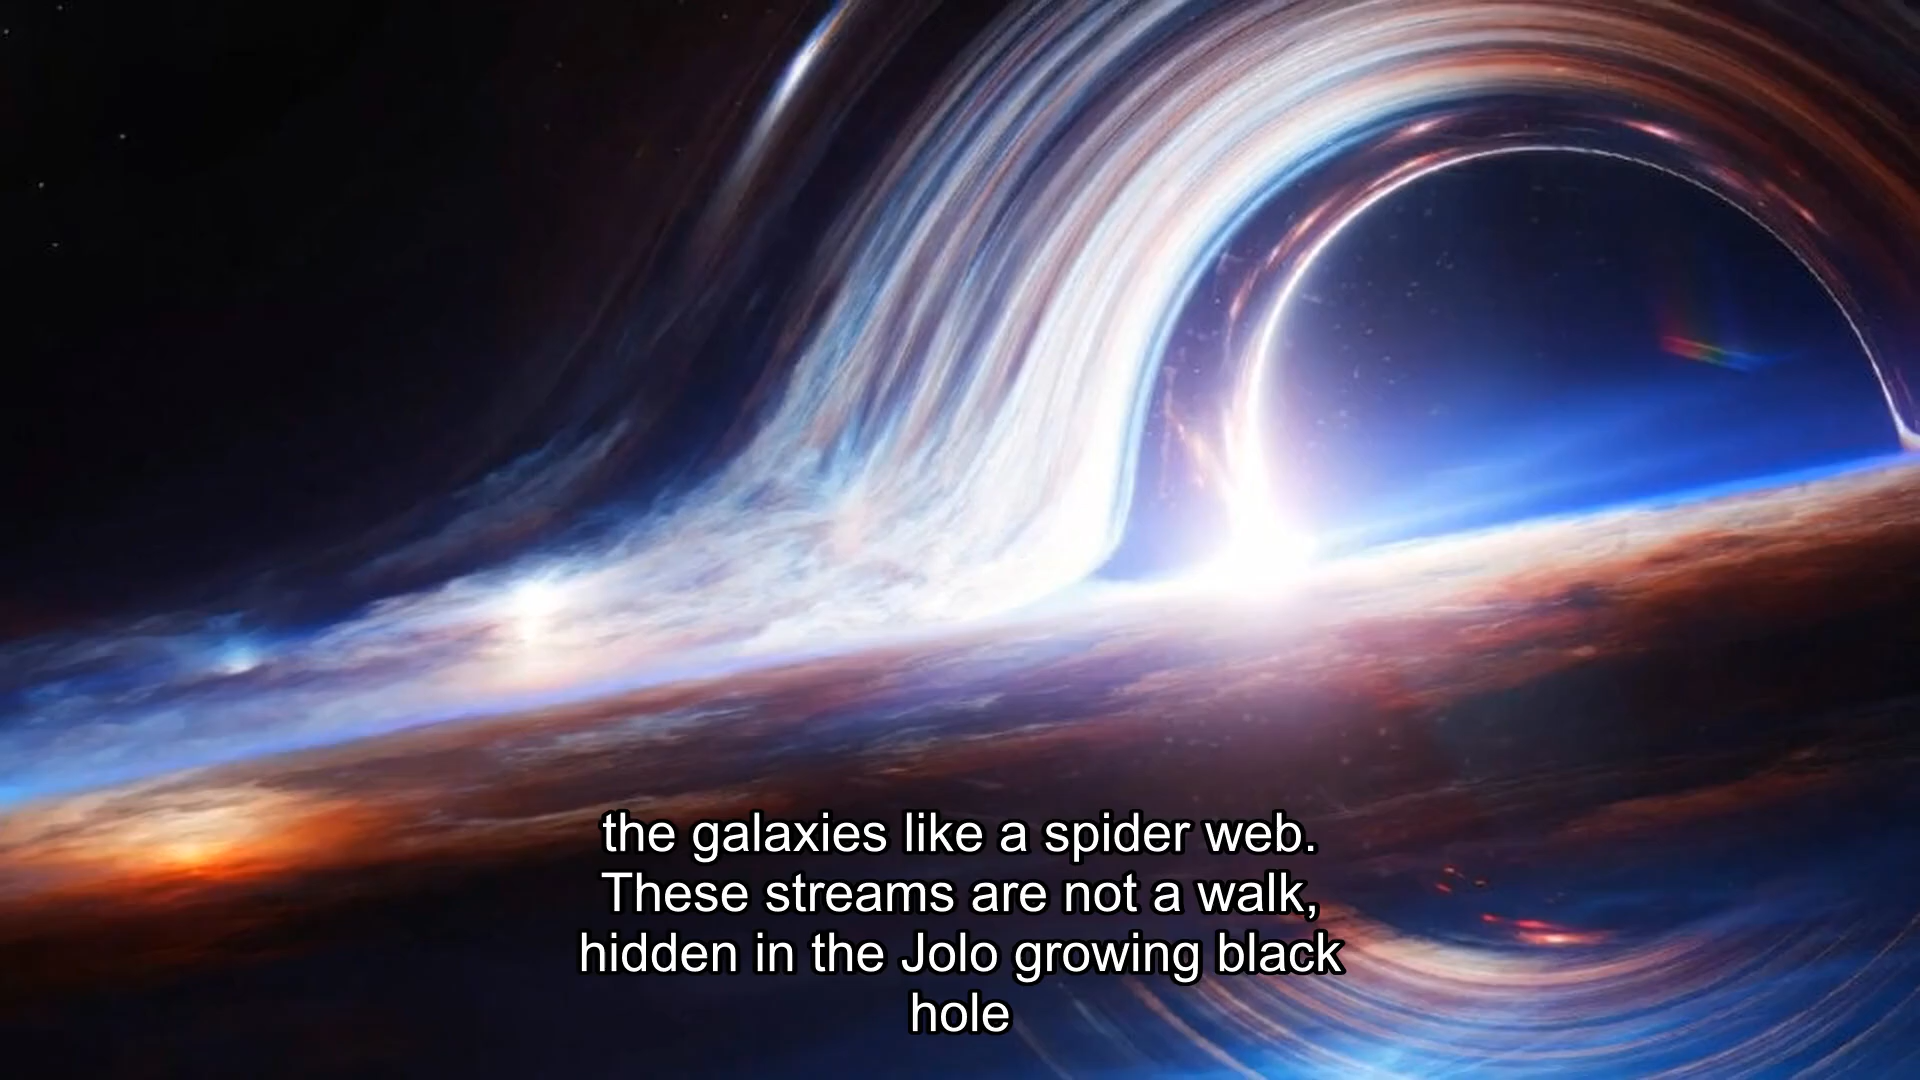 the galaxies like a spider web.
These streams are not a walk,
hidden in the Jolo growing black
hole